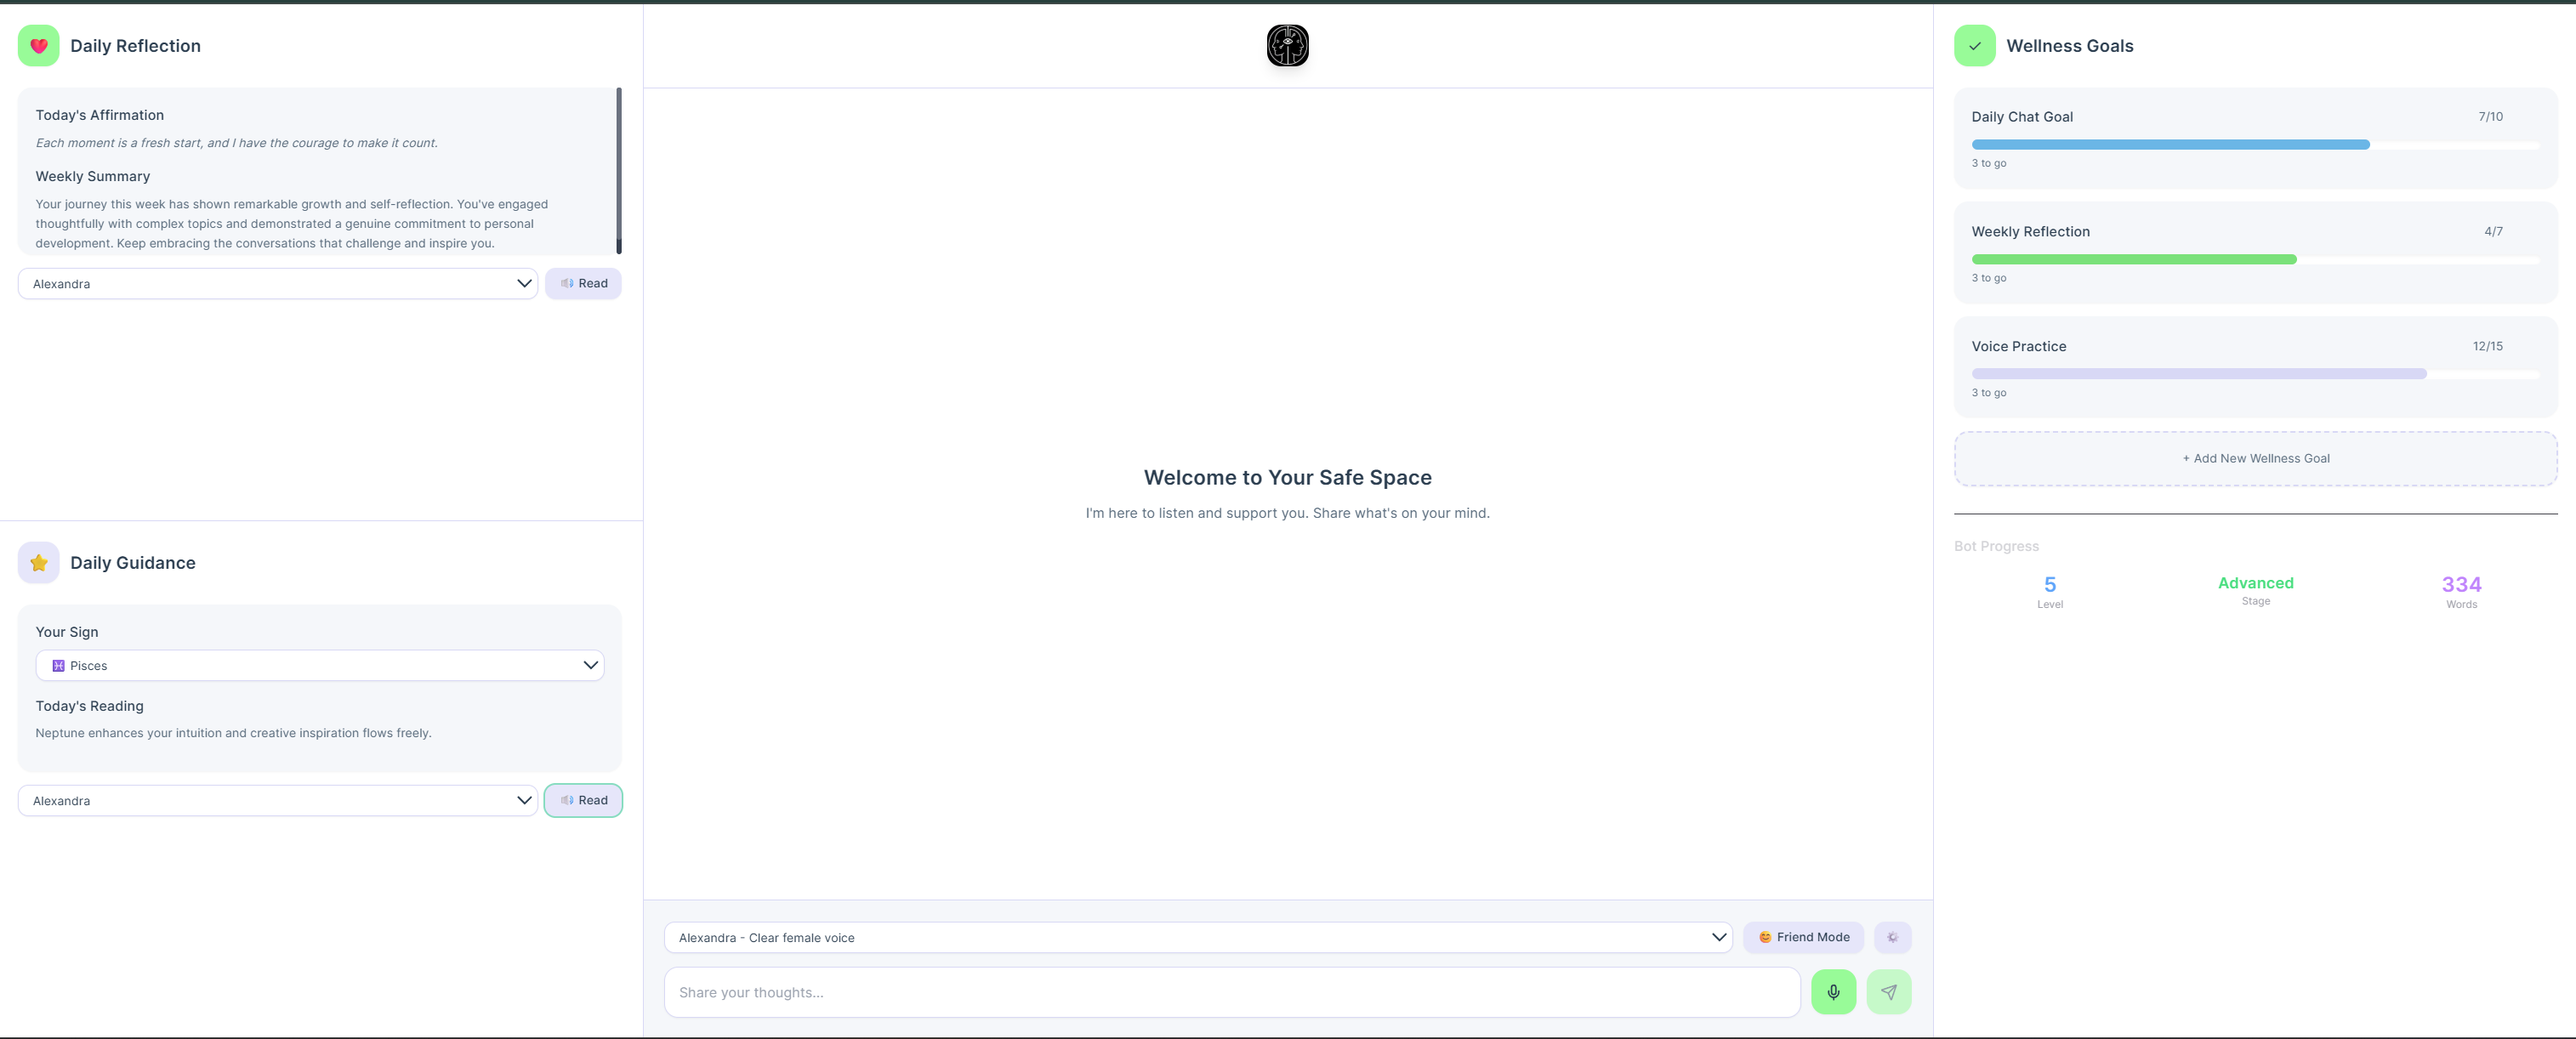 Daily Reflection
Today's Affirmation
Each moment is a fresh start, and I have the courage to make it count.
Weekly Summary
Your journey this week has shown remarkable growth and self-reflection. You've engaged
thoughtfully with complex topics and demonstrated a genuine commitment to personal
development. Keep embracing the conversations that challenge and inspire you.
Alexandra
Read
Daily Guidance
Your Sign
Pisces
Today's Reading
Neptune enhances your intuition and creative inspiration flows freely.
Alexandra
Read
Welcome to Your Safe Space
I'm here to listen and support you. Share what's on your mind.
Alexandra - Clear female voice
Friend Mode
Share your thoughts...
Wellness Goals
Daily Chat Goal
7/10
3 to go
Weekly Reflection
4/7
3 to go
Voice Practice
12/15
3 to go
+ Add New Wellness Goal
Bot Progress
5
Level
Advanced
Stage
334
Words